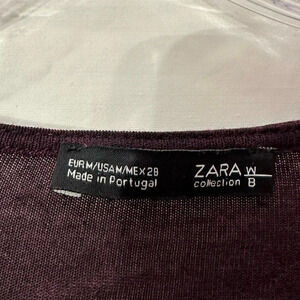 EUR M/USA M/MEX 28
Made in Portugal
ZARA W
collection B